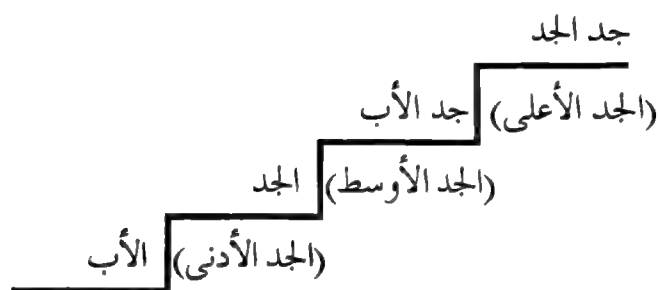 جد الجد
(الجد الأعلى)
جد الأب
(الجد الأوسط)
الجد
(الجد الأدنى)
الأب